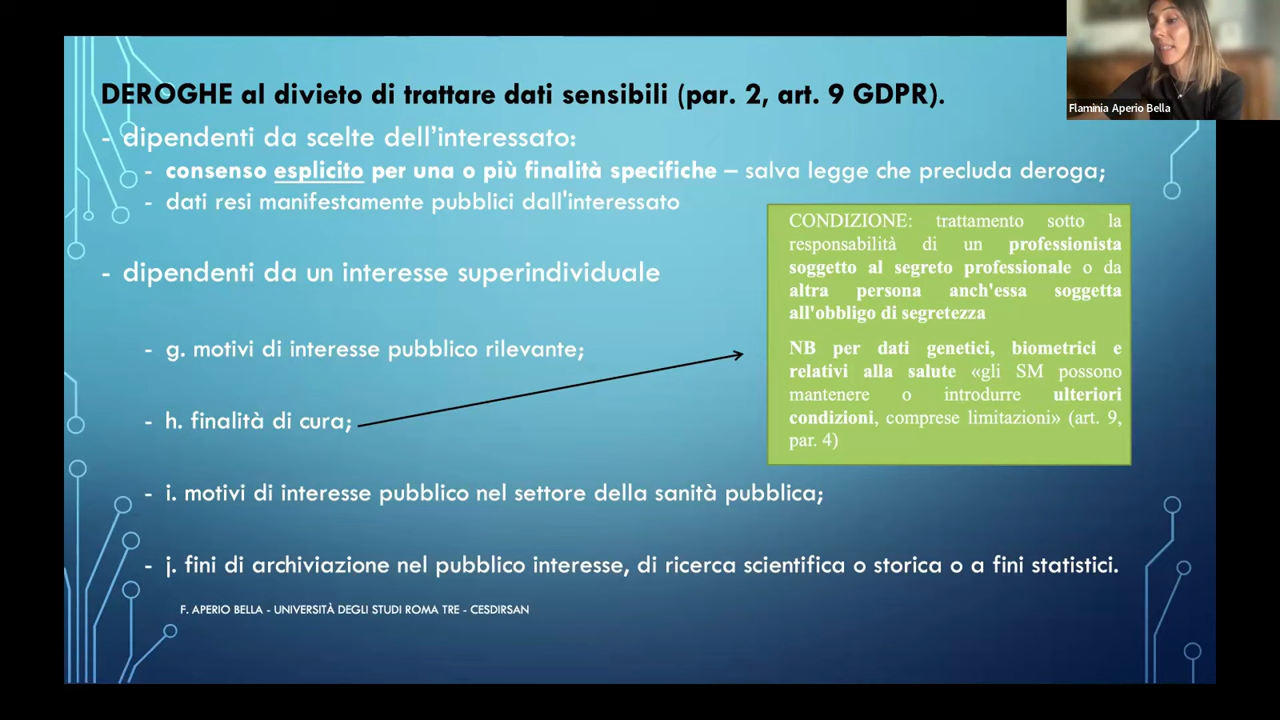 DEROGHE al divieto di trattare dati sensibili (par. 2, art. 9 GDPR).
Flaminia Aperio Bella
- dipendenti da scelte dell'interessato:
- consenso esplicito per una o più finalità specifiche – salva legge che precluda deroga;
- dati resi manifestamente pubblici dall'interessato
- dipendenti da un interesse superindividuale
- g. motivi di interesse pubblico rilevante;
- h. finalità di cura;
- i. motivi di interesse pubblico nel settore della sanità pubblica;
- j. fini di archiviazione nel pubblico interesse, di ricerca scientifica o storica o a fini statistici.
CONDIZIONE: trattamento sotto la
responsabilità di un professionista
soggetto al segreto professionale o da
altra persona anch'essa soggetta
all'obbligo di segretezza
NB per dati genetici, biometrici e
relativi alla salute «gli SM possono
mantenere o introdurre ulteriori
condizioni, comprese limitazioni» (art. 9,
par. 4)
F. APERIO BELLA - UNIVERSITÀ DEGLI STUDI ROMA TRE - CESDIRSAN